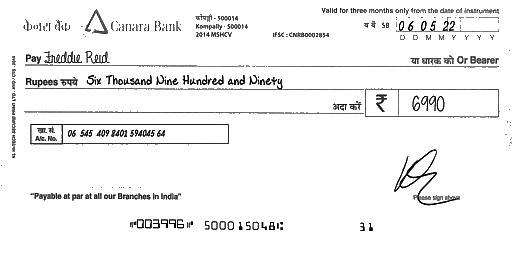 केनरा बैंक Canara Bank
कोंपल्ली - 500014
Kompally - 500014
2014 MSHCV
IFSC : CNRB0002854
Valid for three months only from the date of instrument
SB 06 05 22
D D M M Y Y Y Y
Pay Freddie Reid या धारक को Or Bearer
Rupees रुपये Six Thousand Nine Hundred and Ninety
अदा करें ₹ 6990
खा. सं.
A/c. No. 06 545 409 8401 594045 64
Please sign above
"Payable at par at all our Branches in India"
⑈003996⑈ 500015048⑆ 31